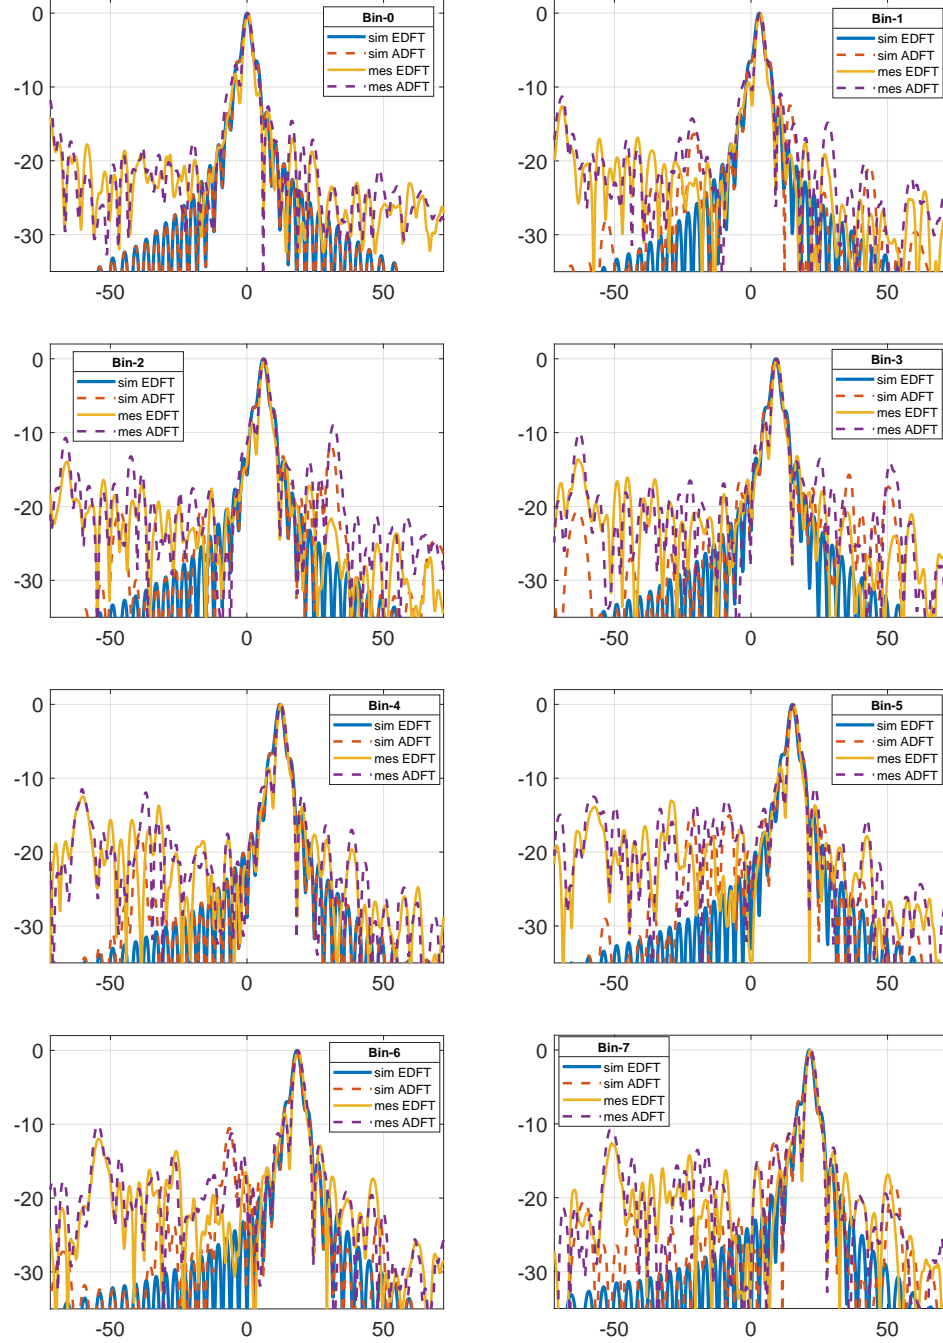 0
Bin-0
sim EDFT
sim ADFT
mes EDFT
mes ADFT
-10
-20
-30
-50
0
50
0
Bin-1
sim EDFT
sim ADFT
mes EDFT
mes ADFT
-10
-20
-30
-50
0
50
0
Bin-2
sim EDFT
sim ADFT
mes EDFT
mes ADFT
-10
-20
-30
-50
0
50
0
Bin-3
sim EDFT
sim ADFT
mes EDFT
mes ADFT
-10
-20
-30
-50
0
50
0
Bin-4
sim EDFT
sim ADFT
mes EDFT
mes ADFT
-10
-20
-30
-50
0
50
0
Bin-5
sim EDFT
sim ADFT
mes EDFT
mes ADFT
-10
-20
-30
-50
0
50
0
Bin-6
sim EDFT
sim ADFT
mes EDFT
mes ADFT
-10
-20
-30
-50
0
50
0
Bin-7
sim EDFT
sim ADFT
mes EDFT
mes ADFT
-10
-20
-30
-50
0
50